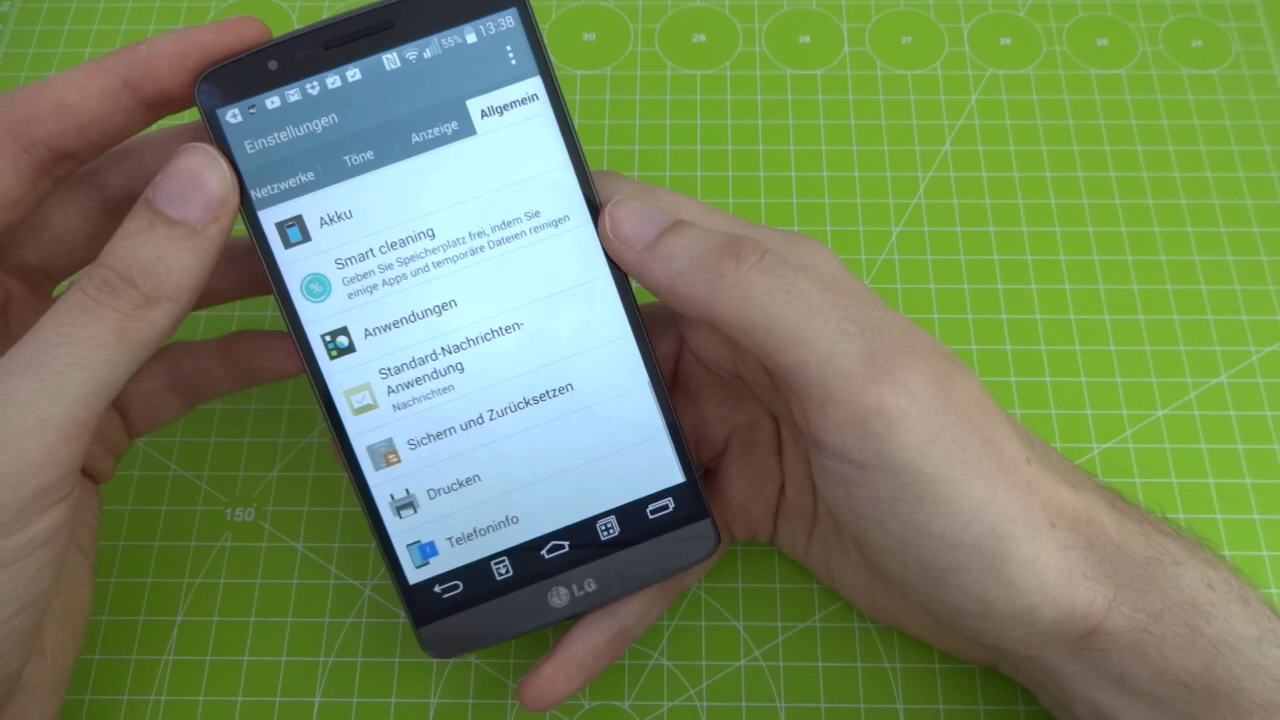 30
29
28
27
26
25
24
55% 13:38
Einstellungen
Netzwerke
Töne
Anzeige
Allgemein
Akku
Smart cleaning
Geben Sie Speicherplatz frei, indem Sie
einige Apps und temporäre Dateien reinigen
Anwendungen
Standard-Nachrichten-
Anwendung
Nachrichten
Sichern und Zurücksetzen
Drucken
Telefoninfo
LG
150